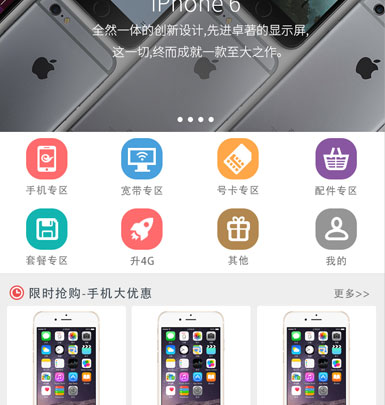 iPhone 6
全然一体的创新设计,先进卓著的显示屏,
这一切,终而成就一款至大之作。
手机专区 宽带专区 号卡专区 配件专区
套餐专区 升4G 其他 我的
限时抢购-手机大优惠 更多>>